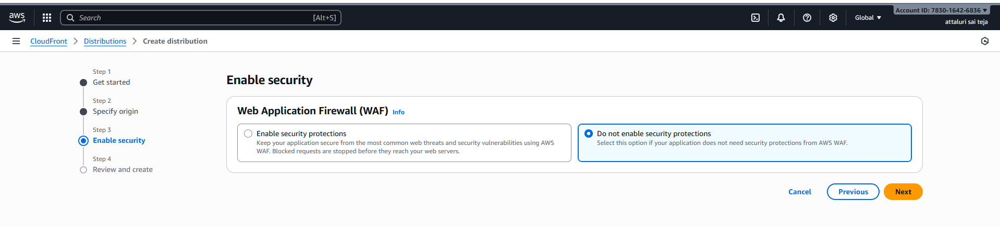 aws
Search
[Alt+S]
Global
Account ID: 7830-1642-6836
attaluri sai teja
CloudFront
Distributions
Create distribution
Step 1
Get started
Step 2
Specify origin
Step 3
Enable security
Step 4
Review and create
Enable security
Web Application Firewall (WAF) Info
Enable security protections
Keep your application secure from the most common web threats and security vulnerabilities using AWS
WAF. Blocked requests are stopped before they reach your web servers.
Do not enable security protections
Select this option if your application does not need security protections from AWS WAF.
Cancel
Previous
Next